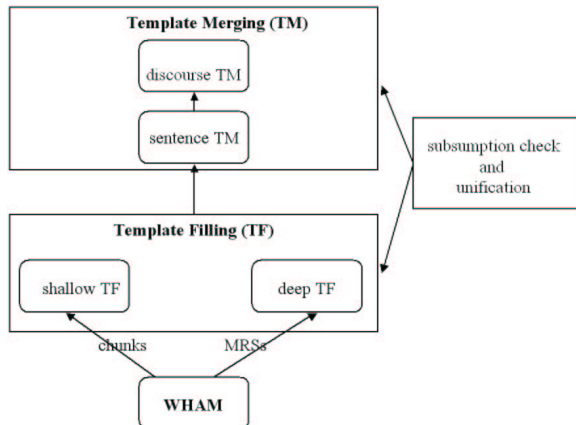 Template Merging (TM)
discourse TM
sentence TM
subsumption check
and
unification
Template Filling (TF)
shallow TF
deep TF
chunks
MRSs
WHAM